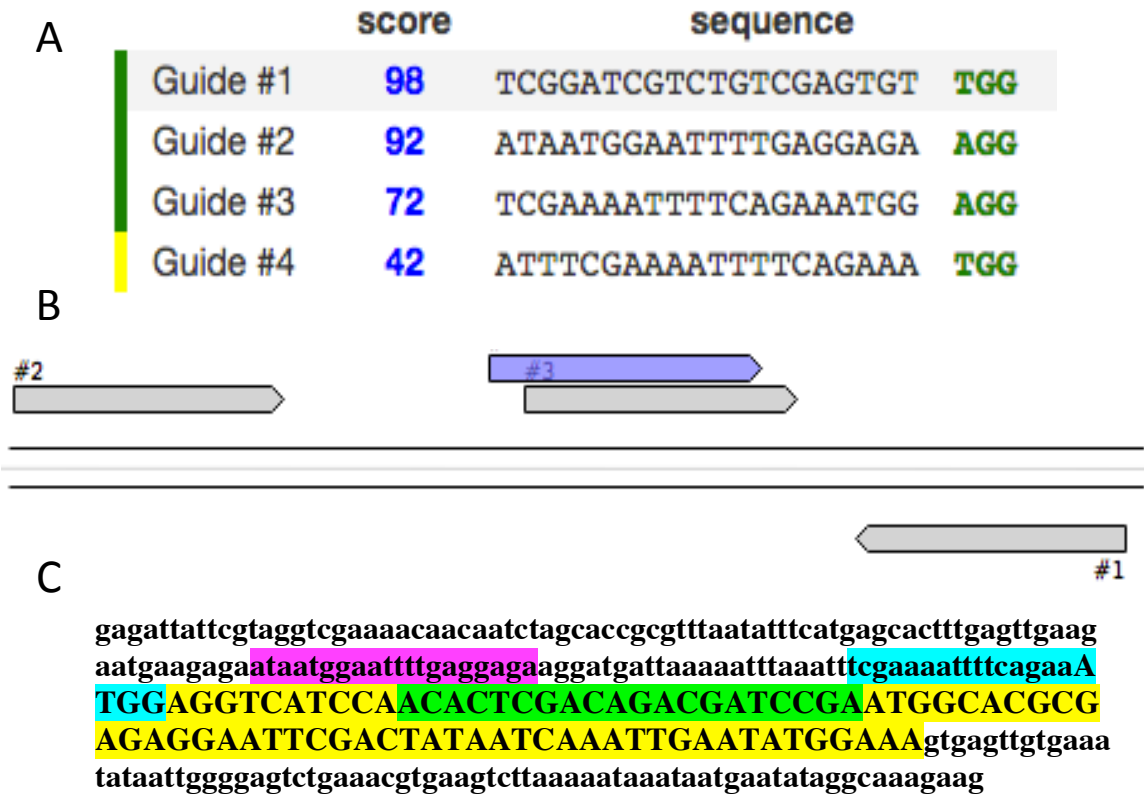 A
score sequence
Guide #1 98 TCGGATCGTCTGTCGAGTGT TGG
Guide #2 92 ATAATGGAATTTTGAGGAGA AGG
Guide #3 72 TCGAAAATTTTCAGAAATGG AGG
Guide #4 42 ATTTCGAAAATTTTCAGAAA TGG
B
#2
#3
#1
C
gagattattcgtaggtcgaaaacaacaatctagcaccgcgtttaatatttcatgagcactttgagttgaag
aatgaagagaataatggaattttgaggagaaggatgattaaaaatttaaatttcgaaaattttcagaaA
TGGAGGTCATCCAACACTCGACAGACGATCCGAATGGCACGCG
AGAGGAATTCGACTATAATCAAATTGAATATGGAAAgtgagttgtgaaa
tataattggggagtctgaaacgtgaagtcttaaaaataaataatgaatataggcaaagaag